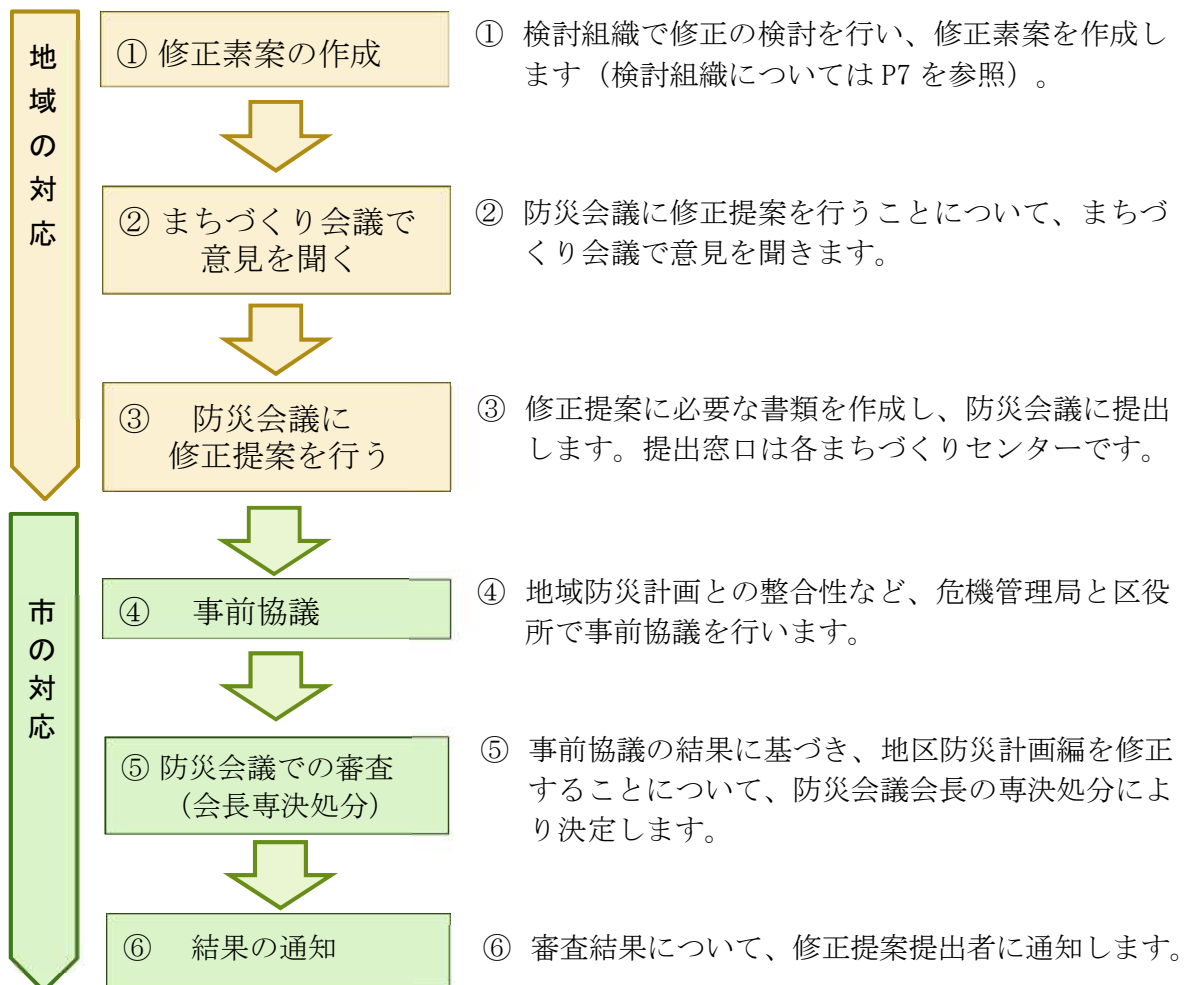 地域の対応
① 修正素案の作成
① 検討組織で修正の検討を行い、修正素案を作成し
ます（検討組織については P7 を参照）。
② まちづくり会議で
意見を聞く
② 防災会議に修正提案を行うことについて、まちづ
くり会議で意見を聞きます。
③ 防災会議に
修正提案を行う
③ 修正提案に必要な書類を作成し、防災会議に提出
します。提出窓口は各まちづくりセンターです。
市の対応
④ 事前協議
④ 地域防災計画との整合性など、危機管理局と区役
所で事前協議を行います。
⑤ 防災会議での審査
（会長専決処分）
⑤ 事前協議の結果に基づき、地区防災計画編を修正
することについて、防災会議会長の専決処分によ
り決定します。
⑥ 結果の通知
⑥ 審査結果について、修正提案提出者に通知します。